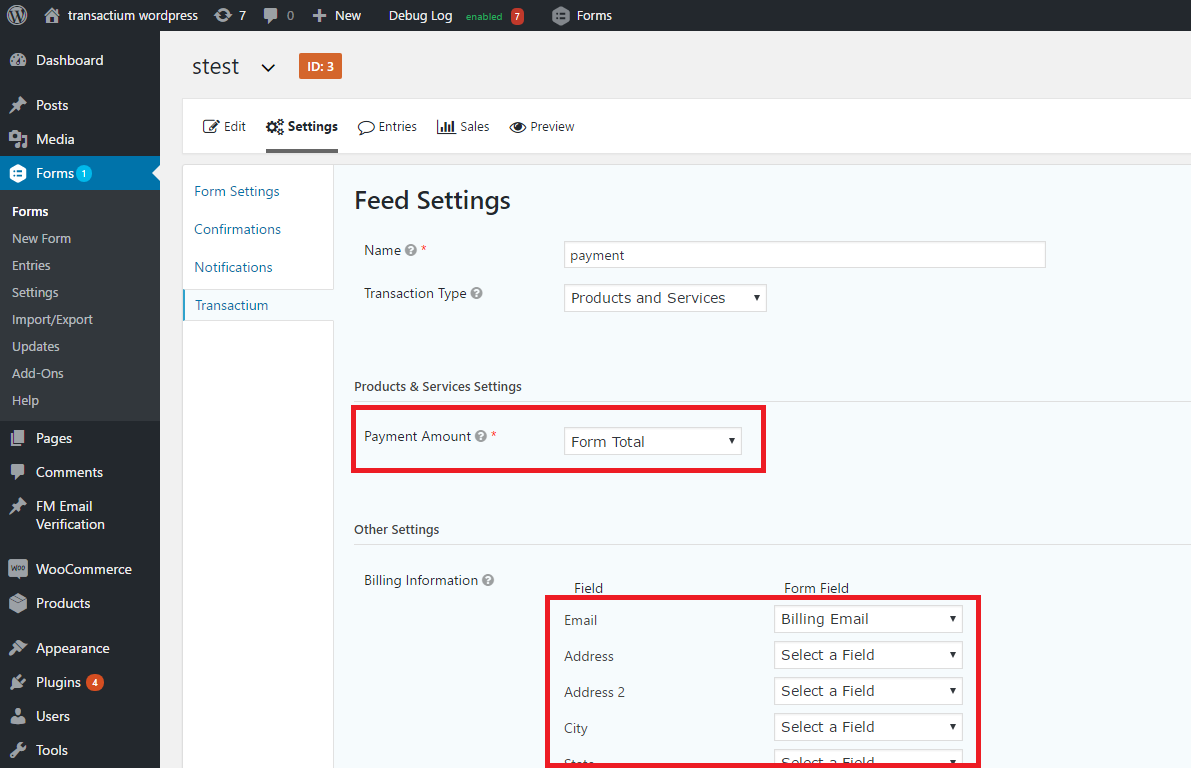 transactium wordpress 7 0 New Debug Log enabled 7 Forms
Dashboard
Posts
Media
Forms 1
Forms
New Form
Entries
Settings
Import/Export
Updates
Add-Ons
Help
Pages
Comments
FM Email
Verification
WOO WooCommerce
Products
Appearance
Plugins 4
Users
Tools
stest ID: 3
Edit Settings Entries Sales Preview
Form Settings
Confirmations
Notifications
Transactium
Feed Settings
Name ? * payment
Transaction Type ? Products and Services
Products & Services Settings
Payment Amount ? * Form Total
Other Settings
Billing Information ?
Field Form Field
Email Billing Email
Address Select a Field
Address 2 Select a Field
City Select a Field
State Select a Field